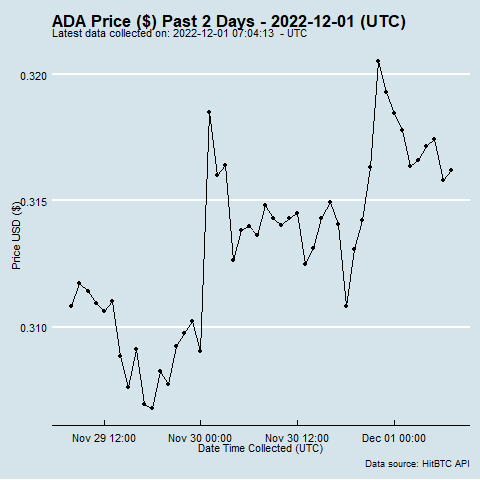 ADA Price ($) Past 2 Days - 2022-12-01 (UTC)
Latest data collected on: 2022-12-01 07:04:13  - UTC
0.320
0.315
0.310
Price USD ($)
Nov 29 12:00
Nov 30 00:00
Nov 30 12:00
Dec 01 00:00
Date Time Collected (UTC)
Data source: HitBTC API